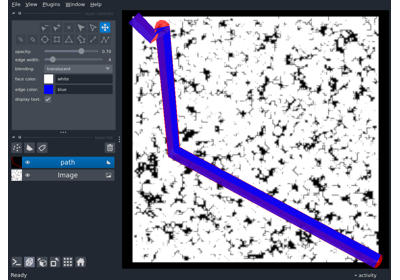 File View Plugins Window Help
opacity: 0.70
edge width: 4
blending: translucent
face color: white
edge color: blue
display text: ✓
path
Image
Ready
activity